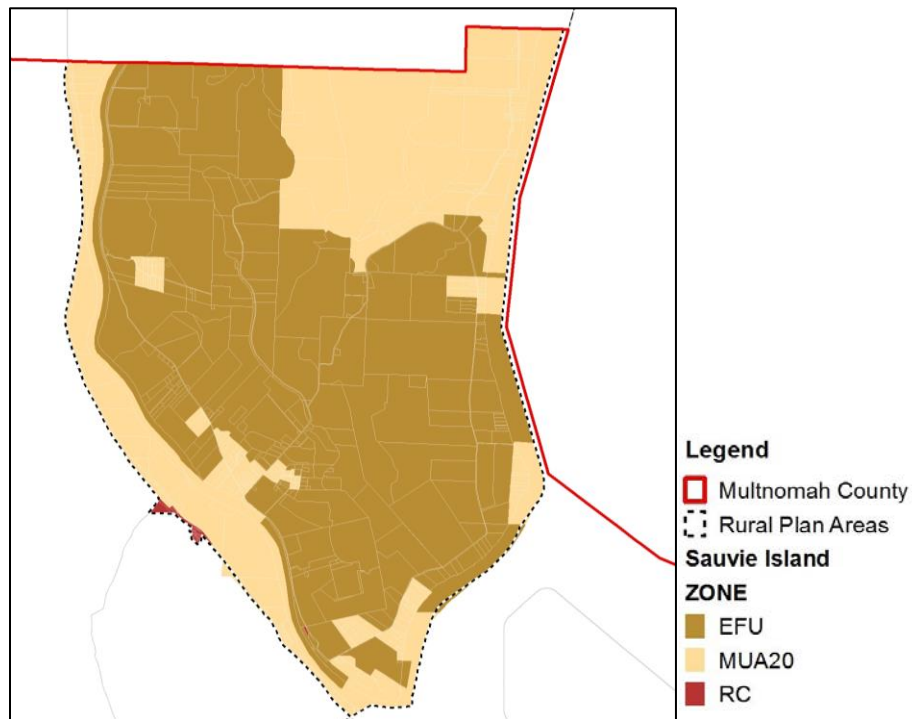 Legend
Multnomah County
Rural Plan Areas
Sauvie Island
ZONE
EFU
MUA20
RC